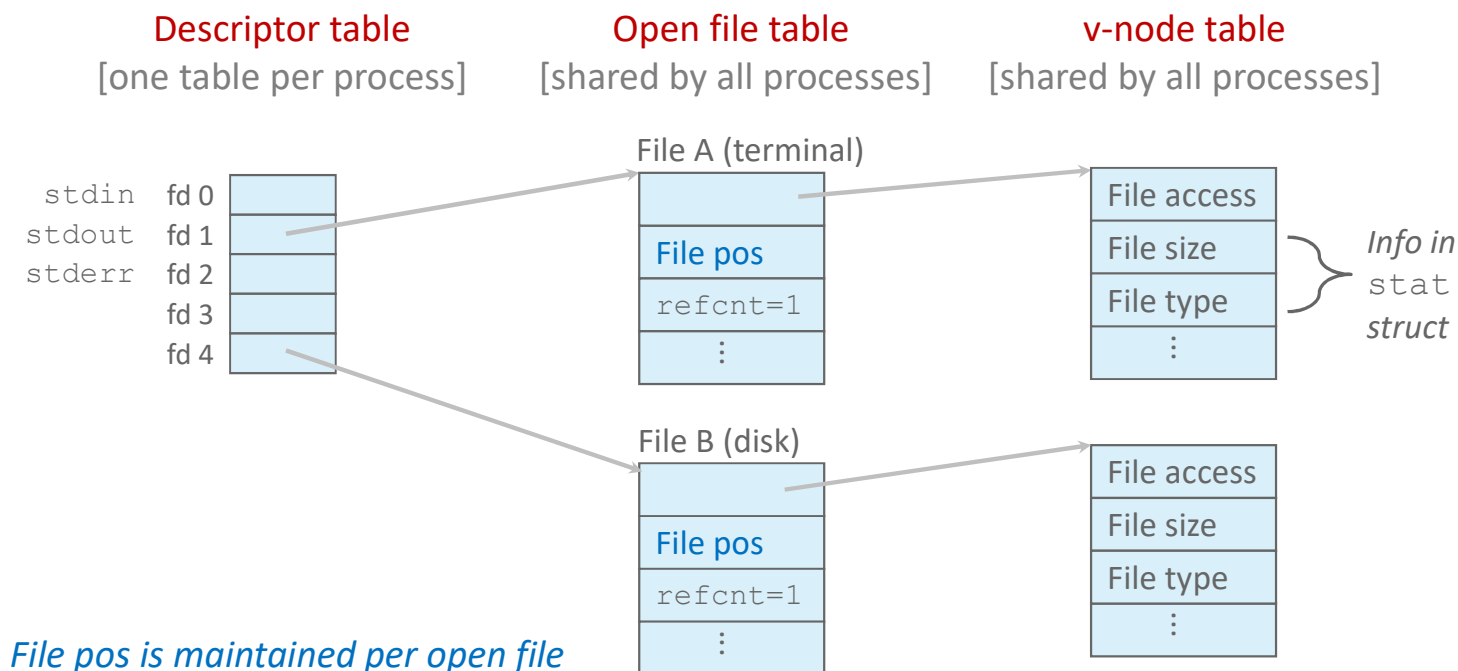 Descriptor table
[one table per process]
Open file table
[shared by all processes]
v-node table
[shared by all processes]
stdin fd 0
stdout fd 1
stderr fd 2
fd 3
fd 4
File A (terminal)
File pos
refcnt=1
⋮
File access
File size
File type
⋮
Info in
stat
struct
File B (disk)
File pos
refcnt=1
⋮
File access
File size
File type
⋮
File pos is maintained per open file